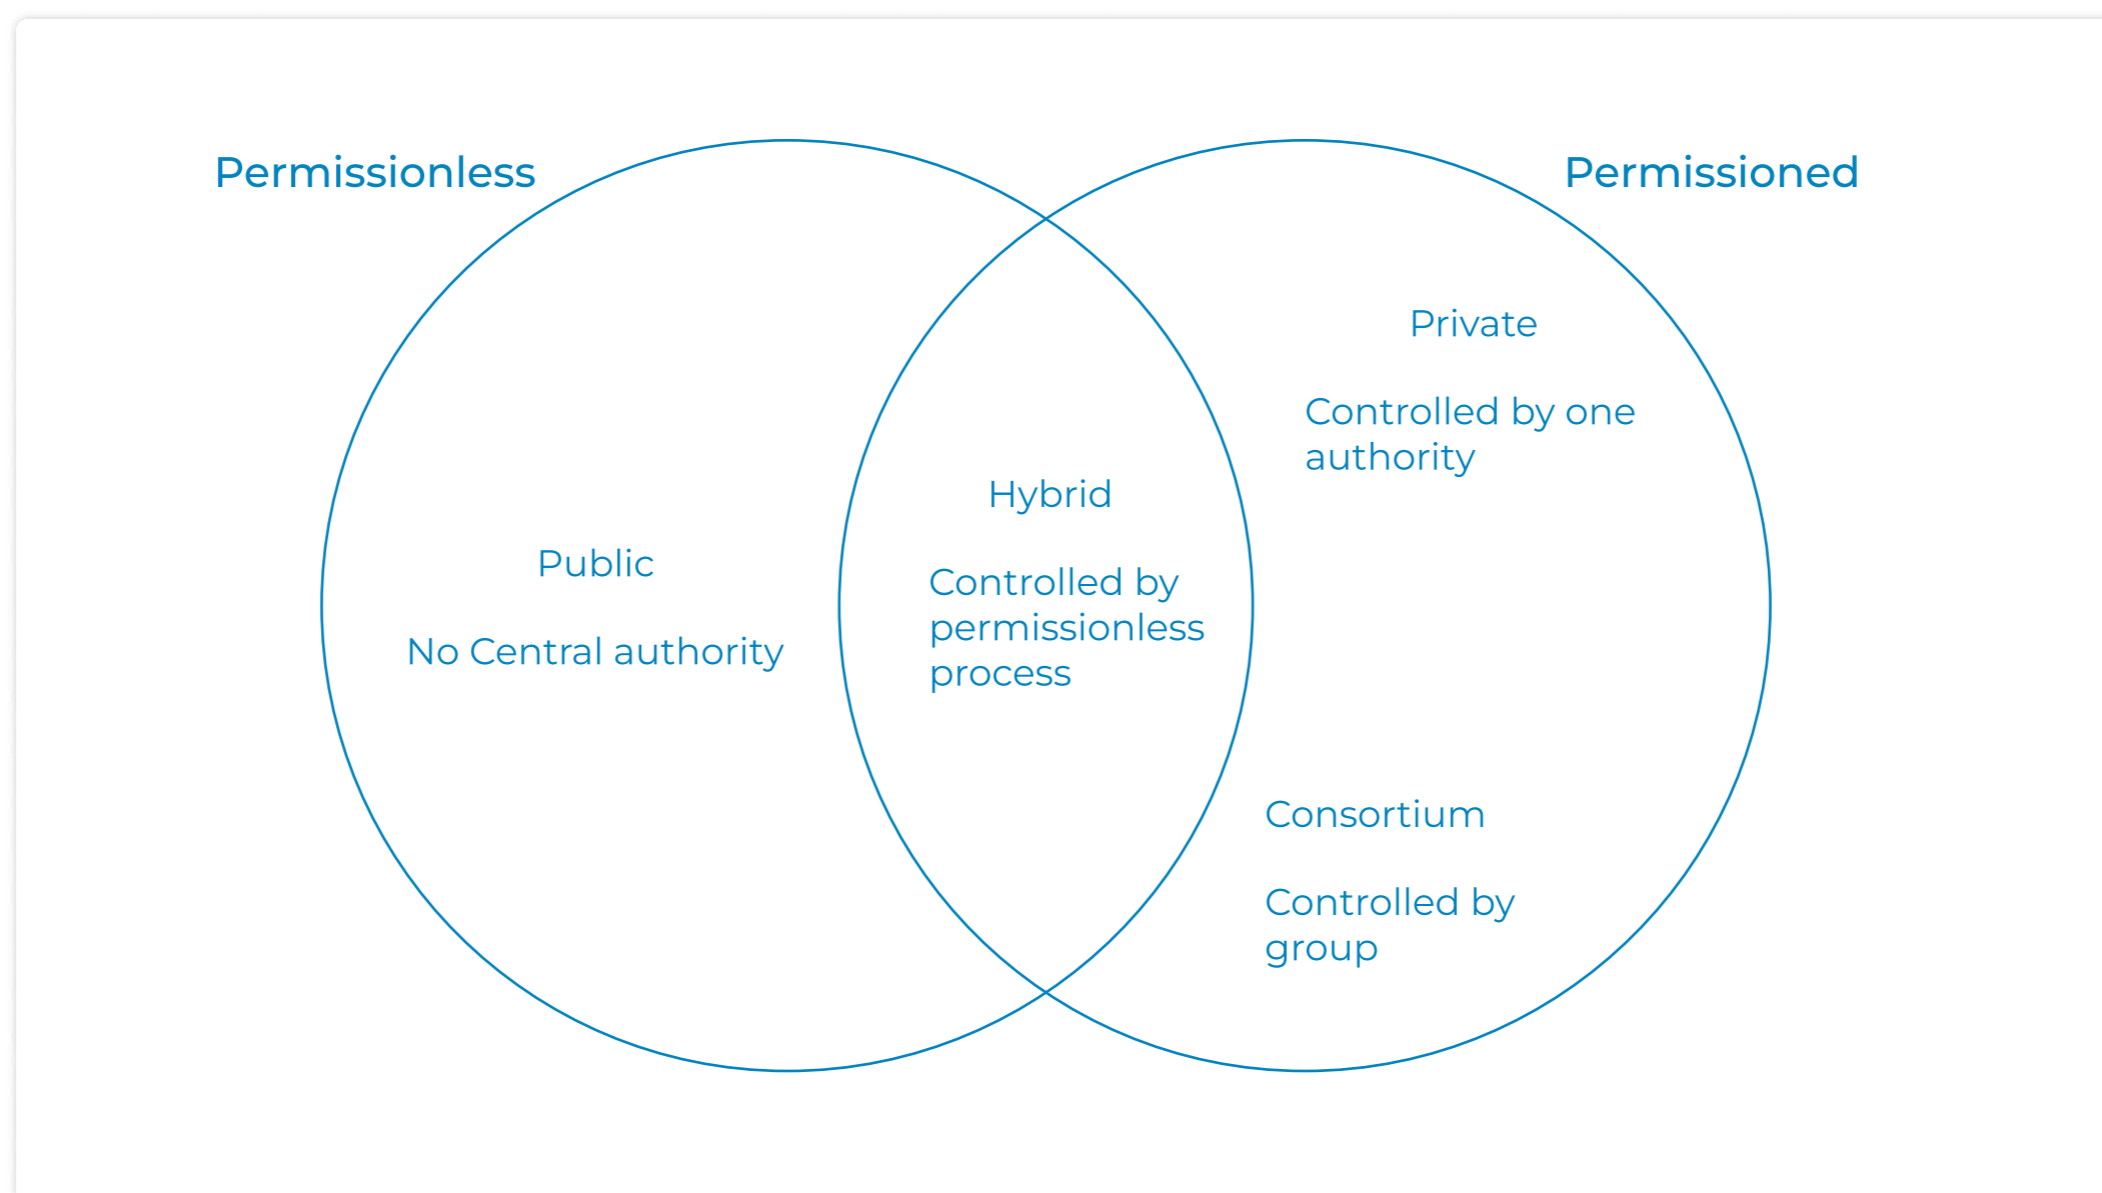 Permissionless
Permissioned
Public
No Central authority
Hybrid
Controlled by
permissionless
process
Private
Controlled by one
authority
Consortium
Controlled by
group